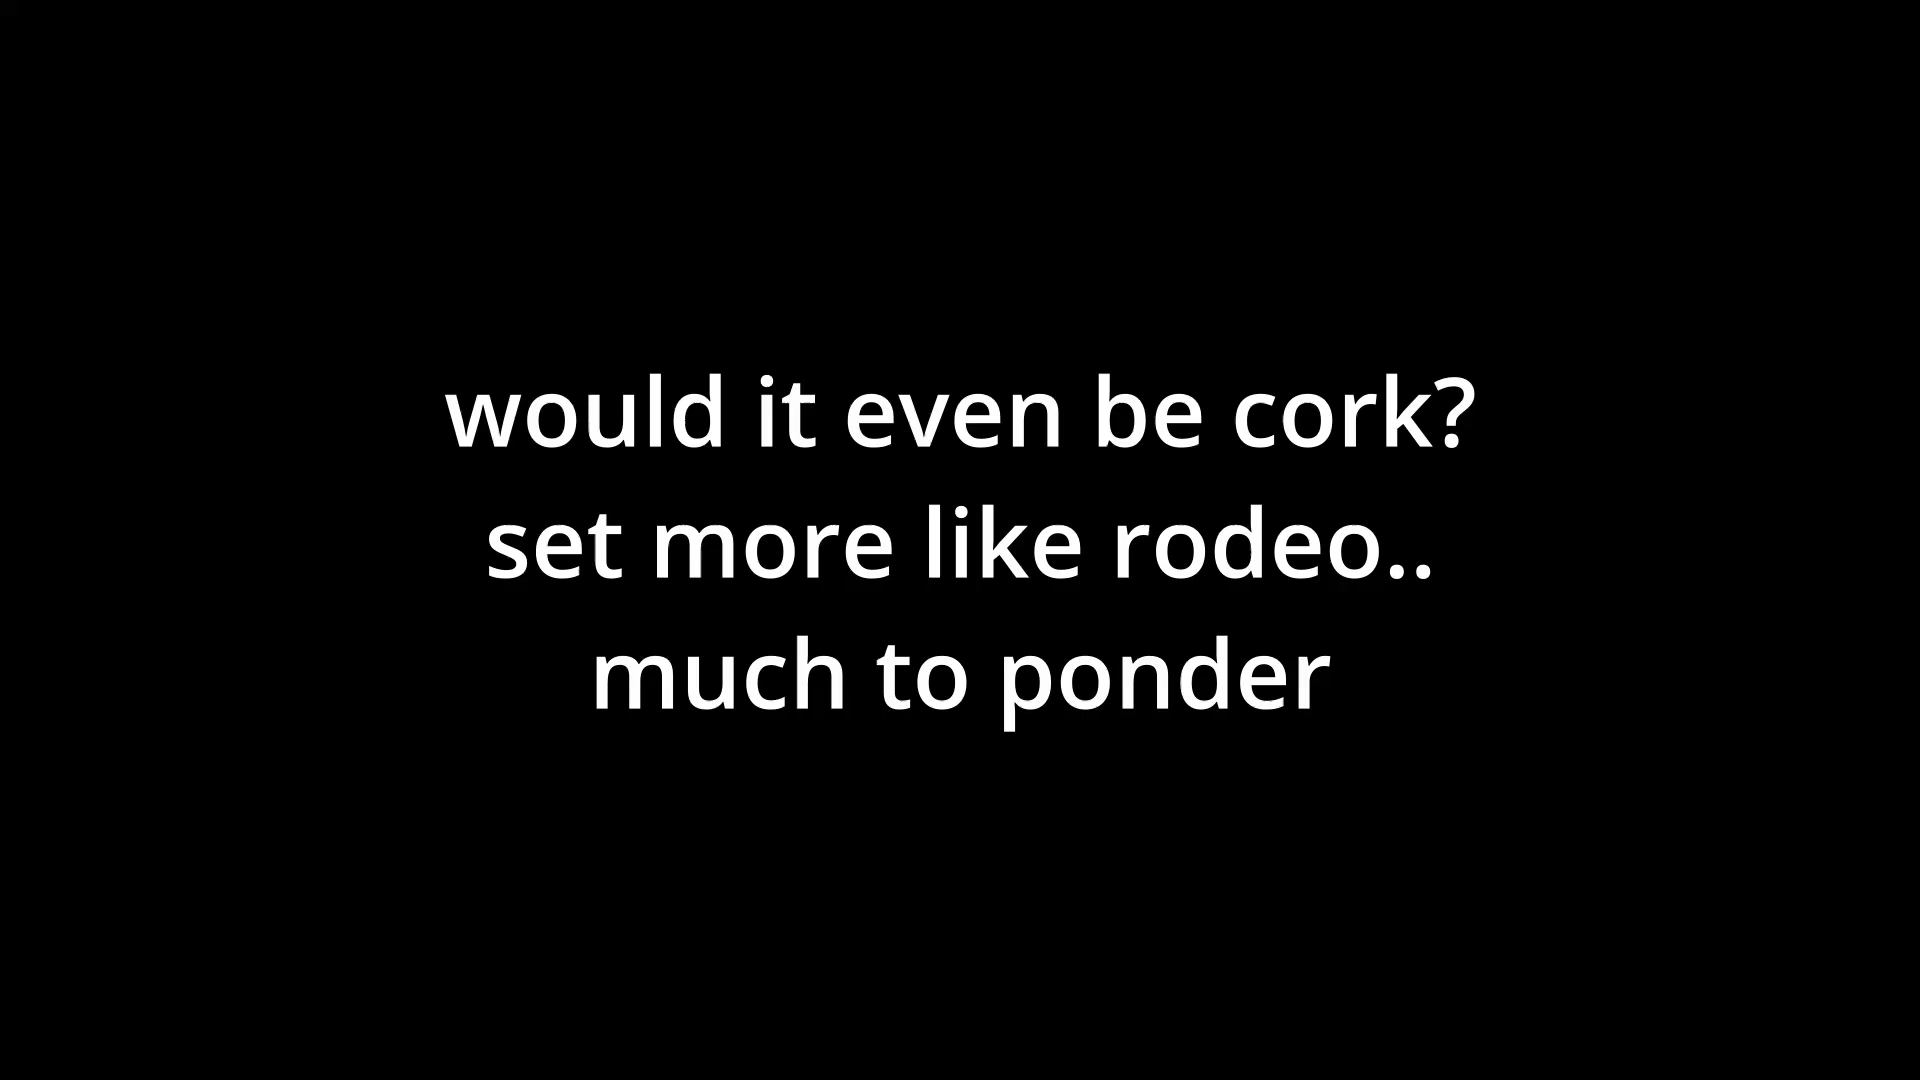 would it even be cork?
set more like rodeo..
much to ponder